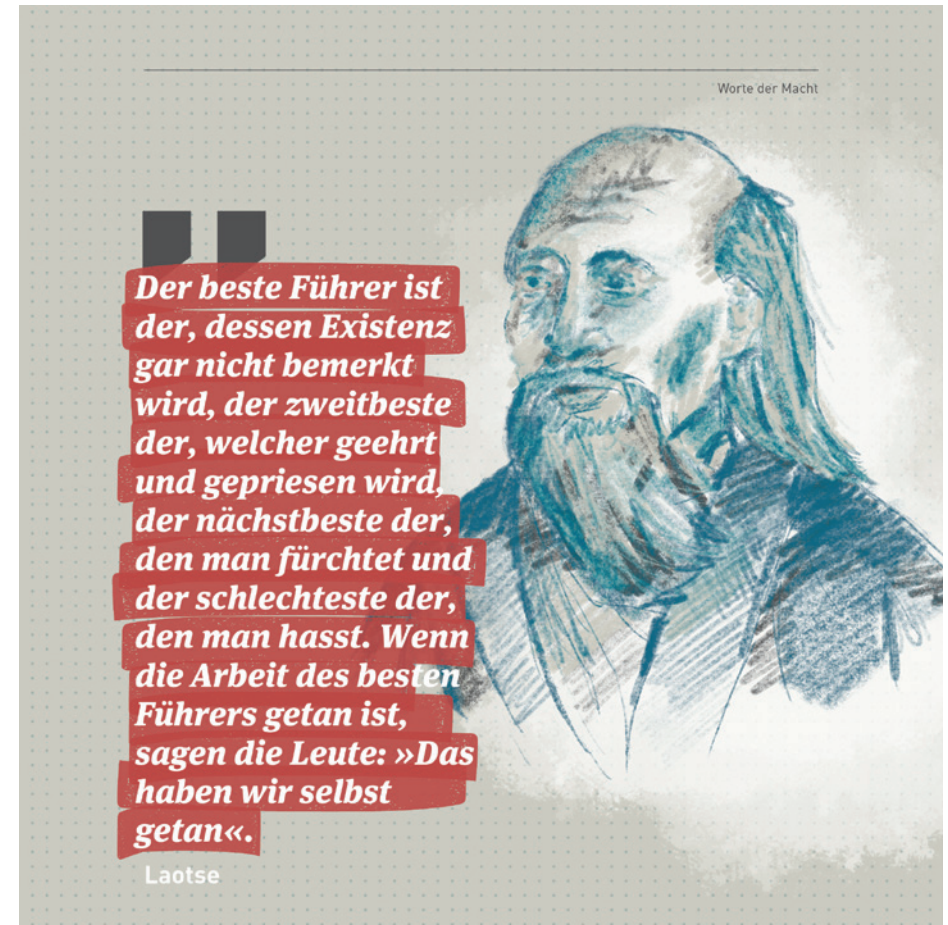 Worte der Macht
Der beste Führer ist
der, dessen Existenz
gar nicht bemerkt
wird, der zweitbeste
der, welcher geehrt
und gepriesen wird,
der nächstbeste der,
den man fürchtet und
der schlechteste der,
den man hasst. Wenn
die Arbeit des besten
Führers getan ist,
sagen die Leute: »Das
haben wir selbst
getan«.
Laotse